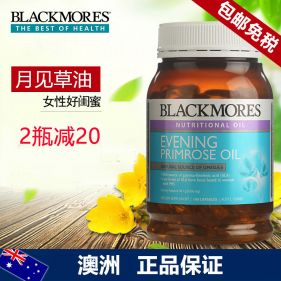 BLACKMORES®
THE BEST OF HEALTH
包邮免税
月见草油
女性好闺蜜
2瓶减20
BLACKMORES®
NUTRITIONAL OIL
EVENING
PRIMROSE OIL
澳洲 正品保证